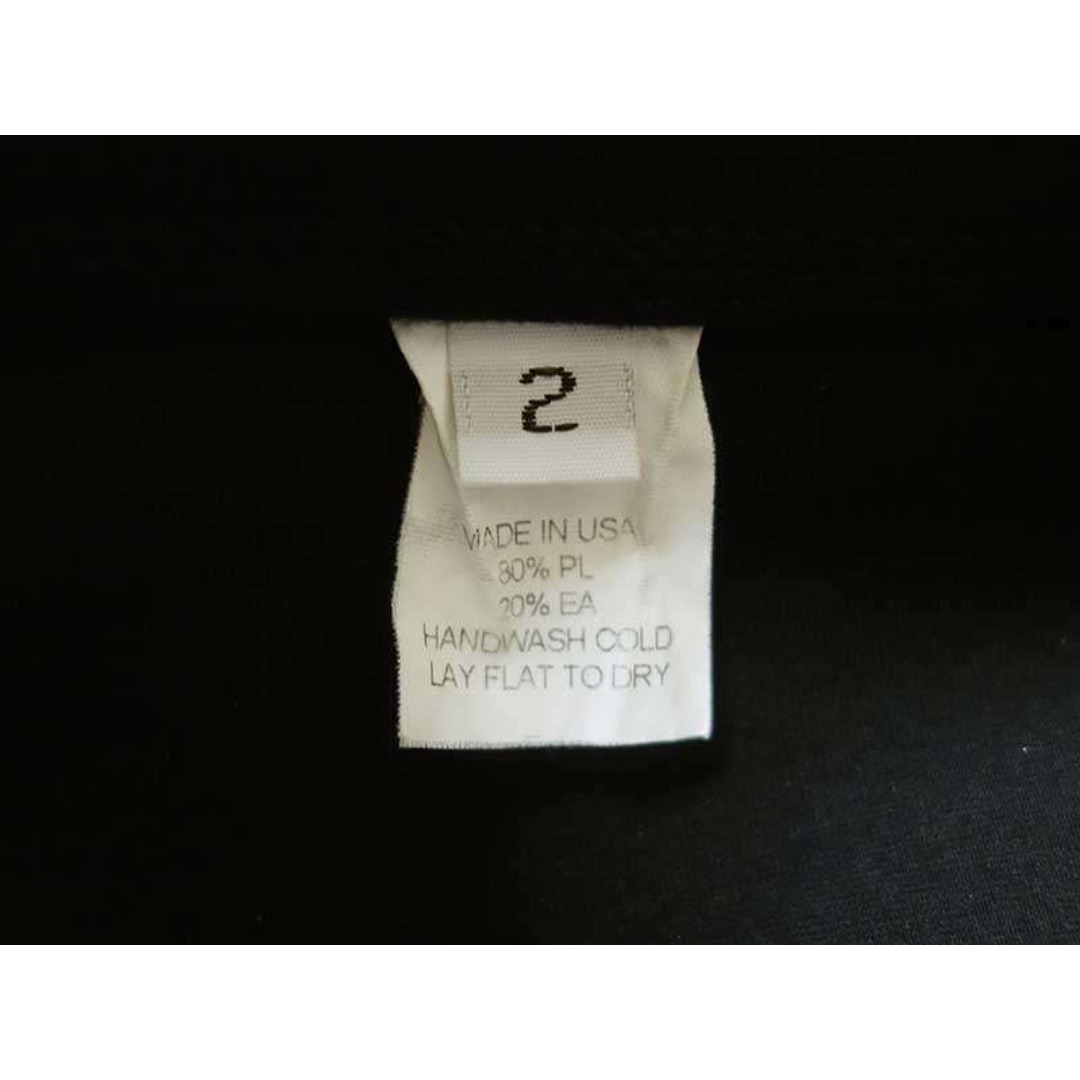 2
MADE IN USA
80% PL
20% EA
HANDWASH COLD
LAY FLAT TO DRY